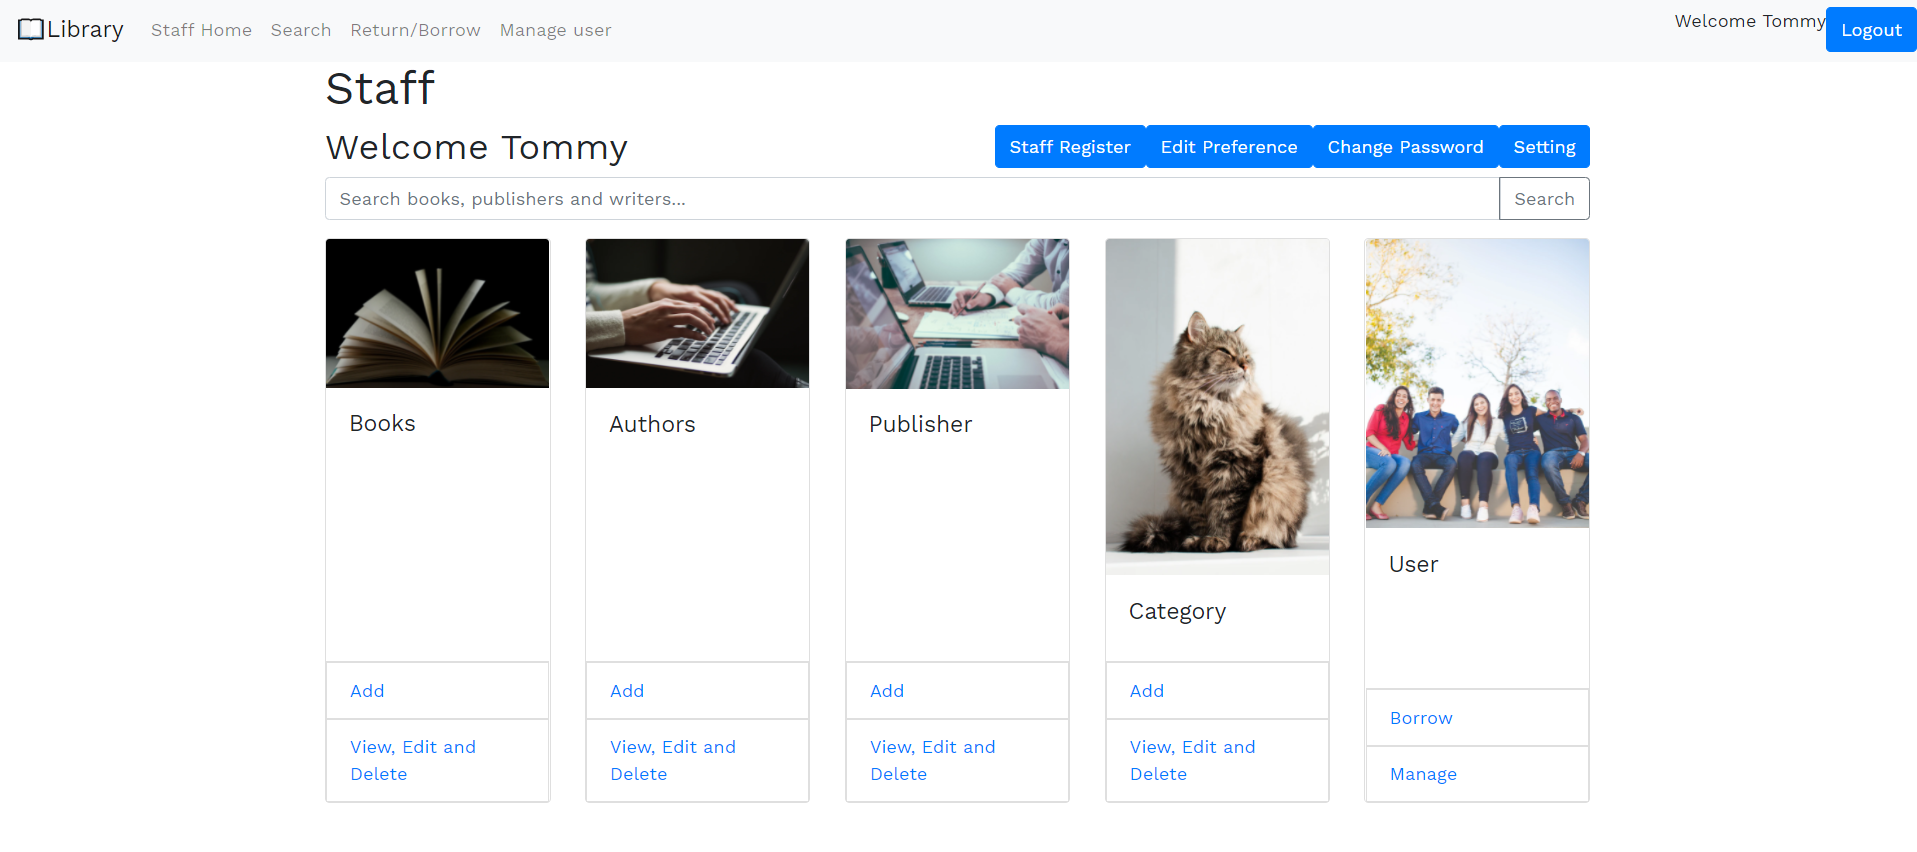 Library Staff Home Search Return/Borrow Manage user Welcome Tommy Logout
Staff
Welcome Tommy Staff Register Edit Preference Change Password Setting
Search books, publishers and writers... Search
Books
Add
View, Edit and
Delete
Authors
Add
View, Edit and
Delete
Publisher
Add
View, Edit and
Delete
Category
Add
View, Edit and
Delete
User
Borrow
Manage